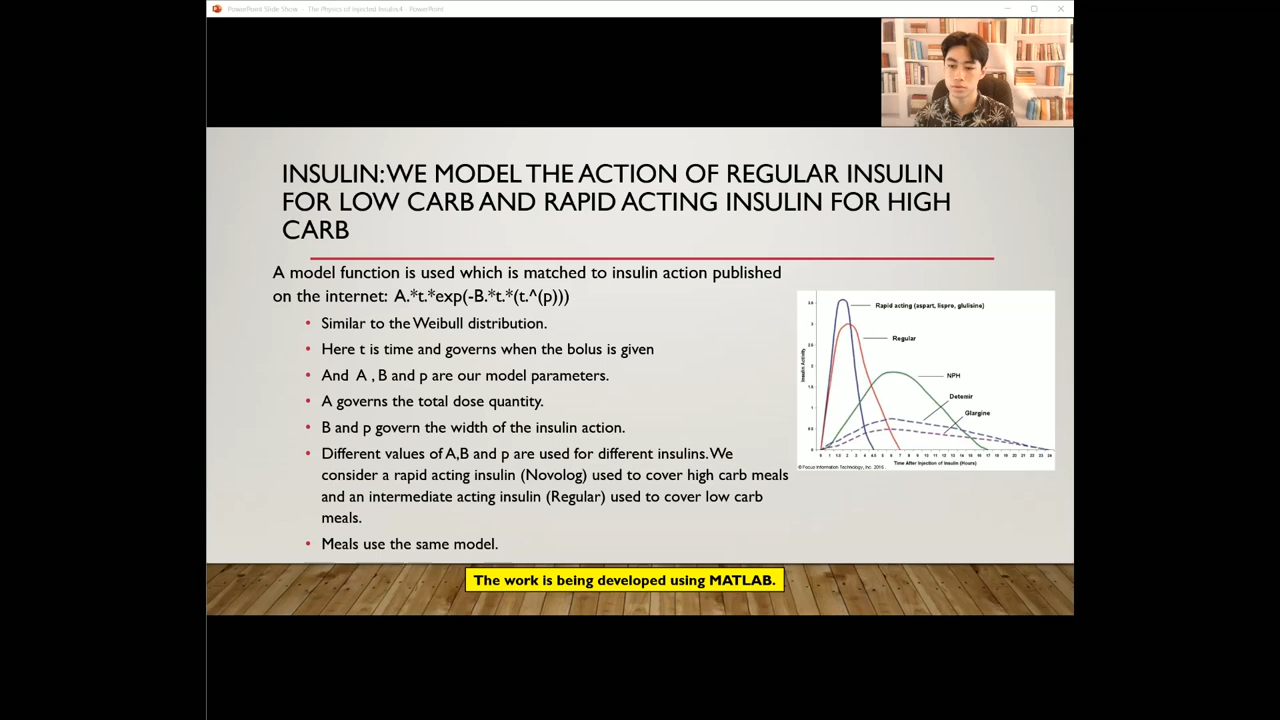 PowerPoint Slide Show - The Physics of Injected Insulin4 - PowerPoint
INSULIN: WE MODEL THE ACTION OF REGULAR INSULIN
FOR LOW CARB AND RAPID ACTING INSULIN FOR HIGH
CARB
A model function is used which is matched to insulin action published
on the internet: A.*t.*exp(-B.*t.*(t.^(p)))
• Similar to the Weibull distribution.
• Here t is time and governs when the bolus is given
• And A , B and p are our model parameters.
• A governs the total dose quantity.
• B and p govern the width of the insulin action.
• Different values of A,B and p are used for different insulins. We
consider a rapid acting insulin (Novolog) used to cover high carb meals
and an intermediate acting insulin (Regular) used to cover low carb
meals.
• Meals use the same model.
Rapid acting (aspart, lispro, glulisine)
Regular
NPH
Detemir
Glargine
Insulin Activity
Time After Injection of Insulin (Hours)
The work is being developed using MATLAB.